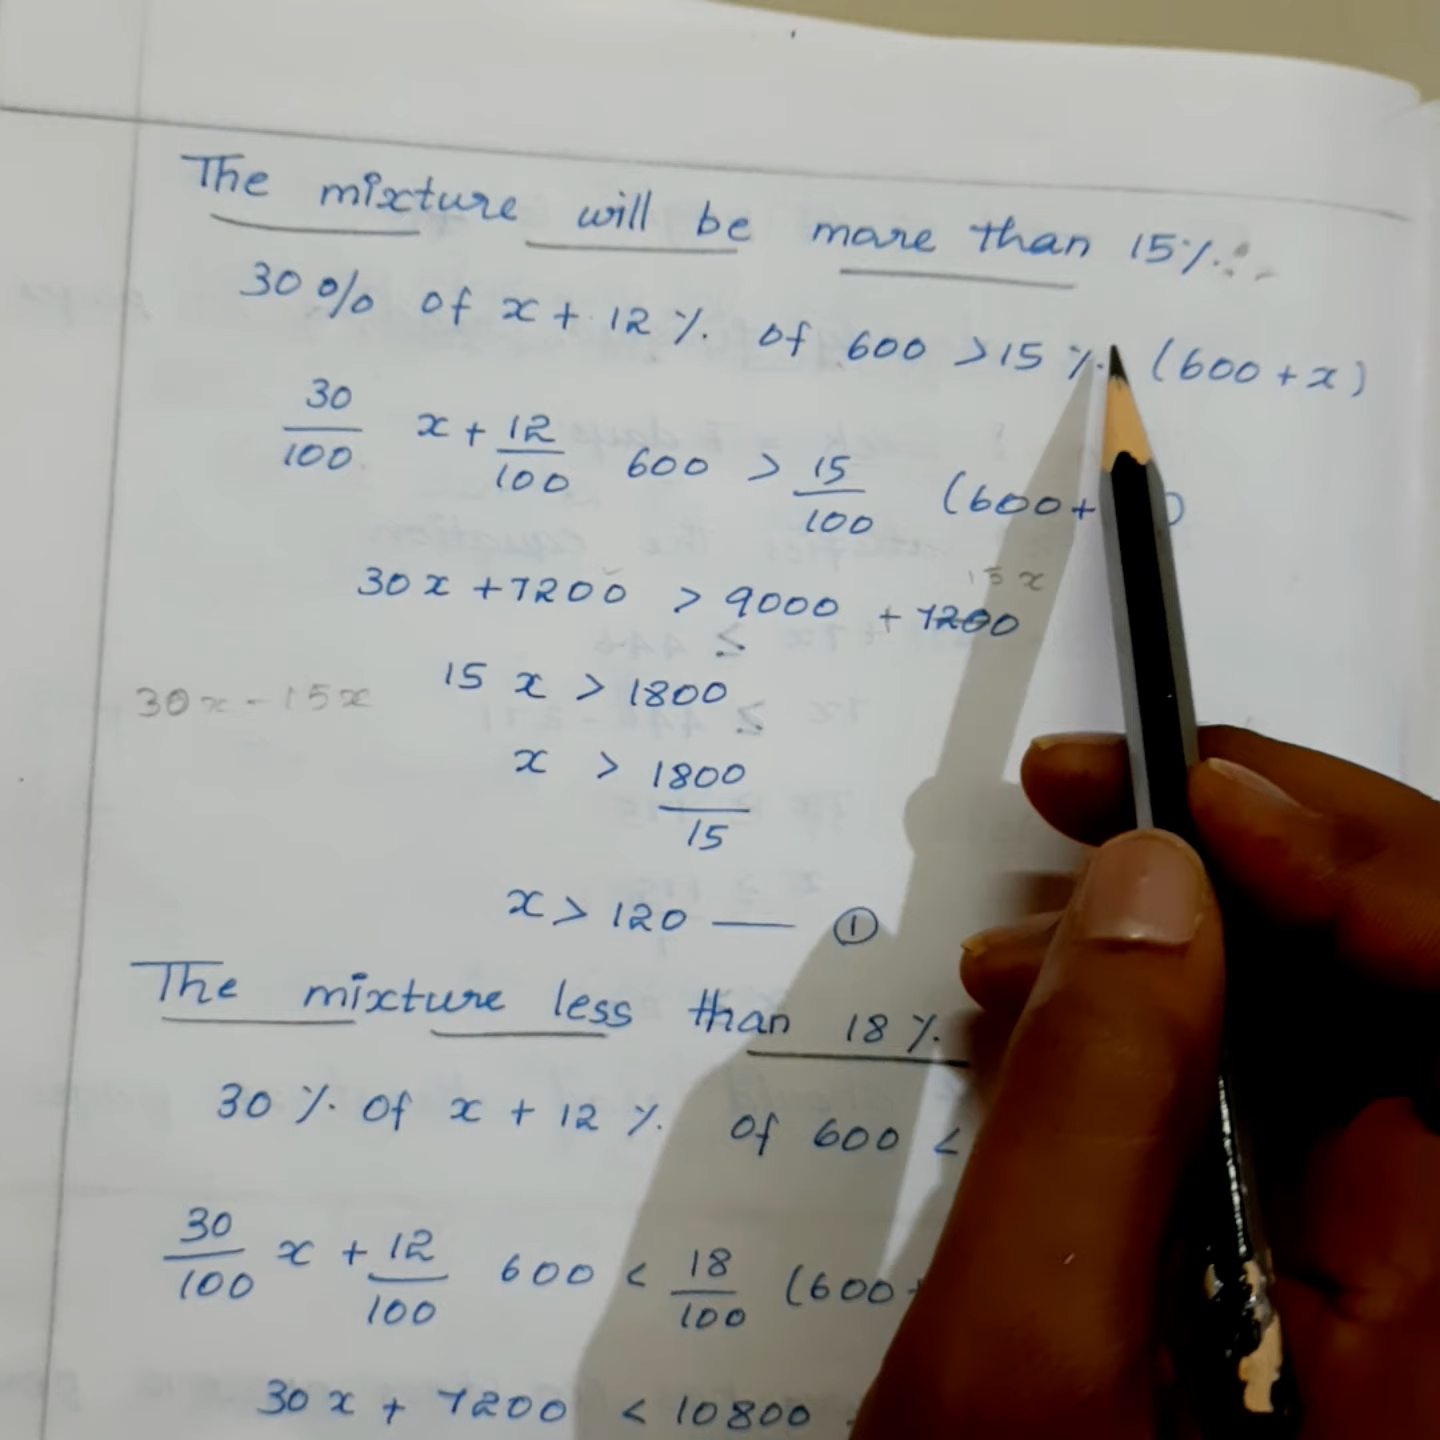 The mixture will be more than 15%.
30% of x + 12% of 600 > 15% (600 + x)
30/100 x + 12/100 600 > 15/100 (600+ )
15x
30x + 7200 > 9000 + 7200
30x - 15x 15x > 1800
x > 1800/15
x > 120 —— ①
The mixture less than 18%.
30% of x + 12% of 600 <
30/100 x + 12/100 600 < 18/100 (600+
30x + 7200 < 10800